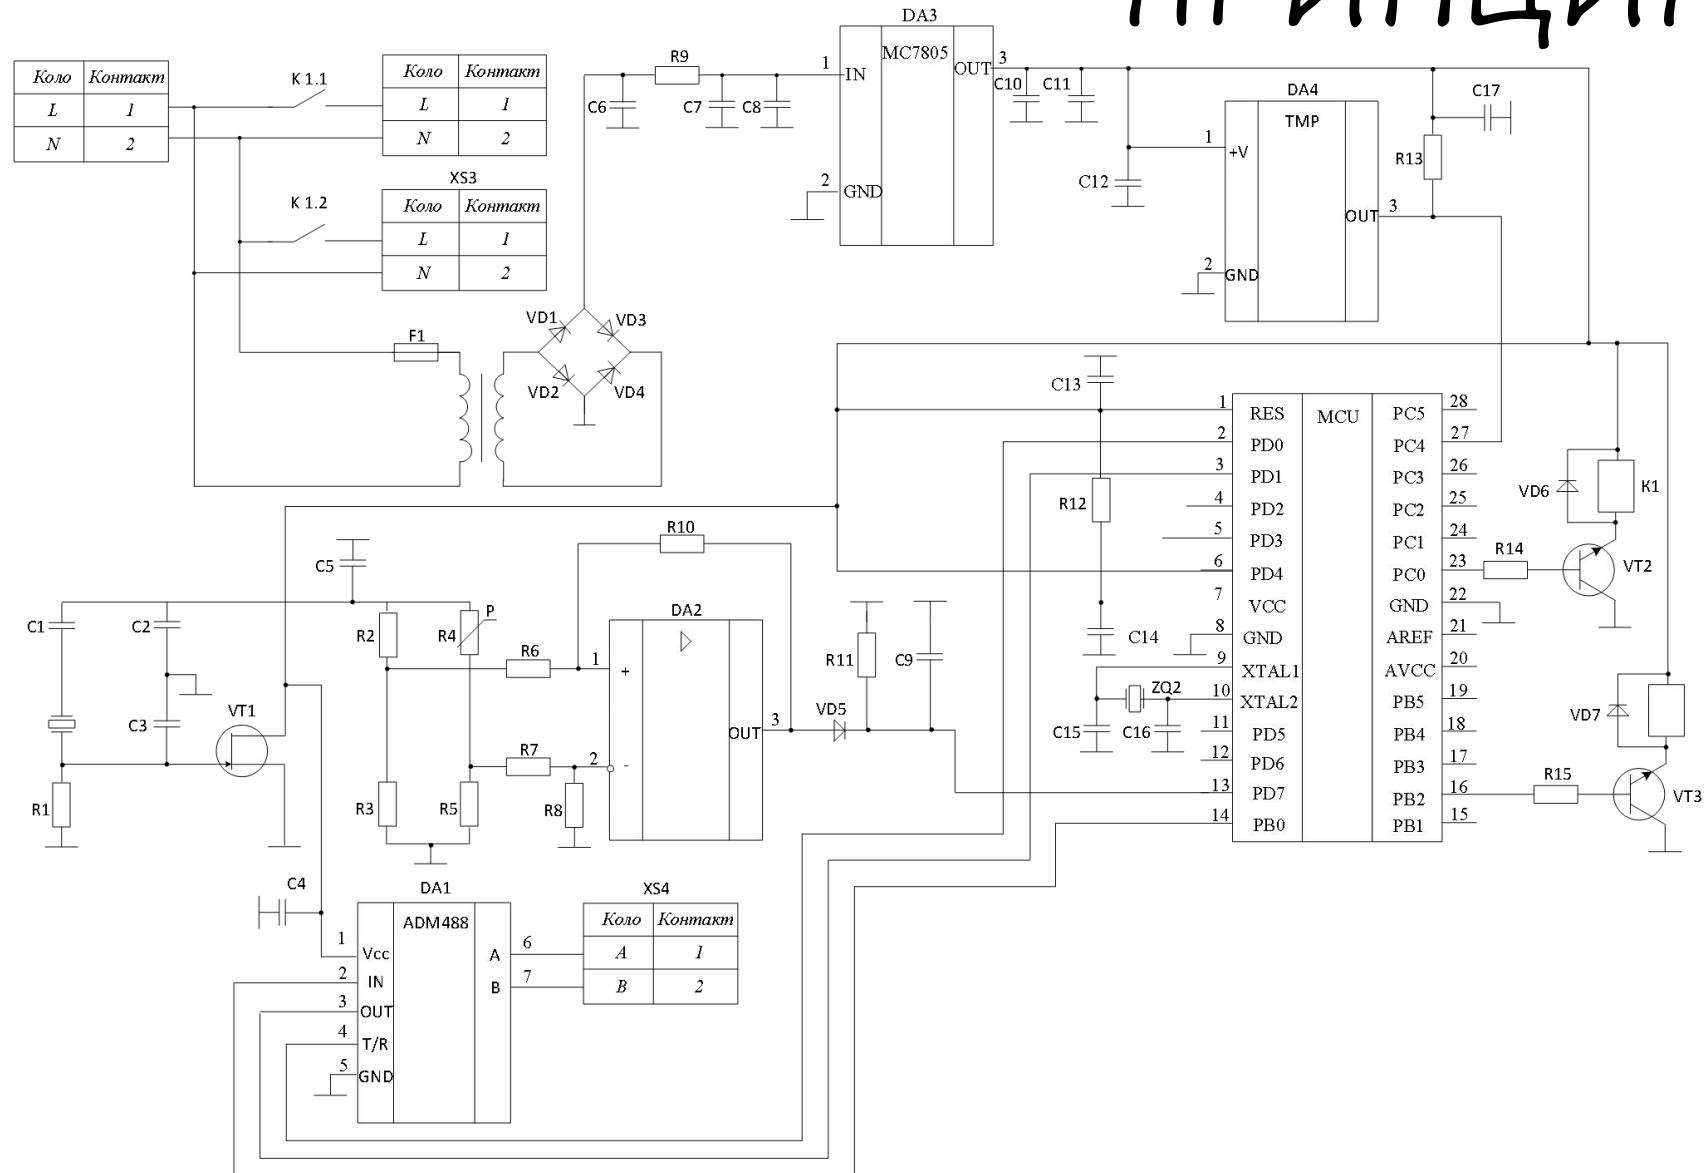 ПРИНЦИП
DA3
MC7805
1
IN
OUT
3
2
GND
R9
C6
C7
C8
C10
C11
C12
DA4
TMP
1
+V
OUT
3
2
GND
R13
C17
Коло Контакт
L 1
N 2
K 1.1
Коло Контакт
L 1
N 2
XS3
K 1.2
Коло Контакт
L 1
N 2
F1
VD1
VD3
VD2
VD4
C13
R12
C14
C15
ZQ2
C16
MCU
1 RES
2 PD0
3 PD1
4 PD2
5 PD3
6 PD4
7 VCC
8 GND
9 XTAL1
10 XTAL2
11 PD5
12 PD6
13 PD7
14 PB0
PC5 28
PC4 27
PC3 26
PC2 25
PC1 24
PC0 23
GND 22
AREF 21
AVCC 20
PB5 19
PB4 18
PB3 17
PB2 16
PB1 15
VD6
K1
R14
VT2
VD7
R15
VT3
C5
R10
C1
C2
R2
R4
P
R6
C3
VT1
R1
R3
R5
R7
R8
DA2
1
+
2
-
OUT
3
R11
C9
VD5
C4
DA1
ADM488
1 Vcc
2 IN
3 OUT
4 T/R
5 GND
A 6
B 7
XS4
Коло Контакт
A 1
B 2